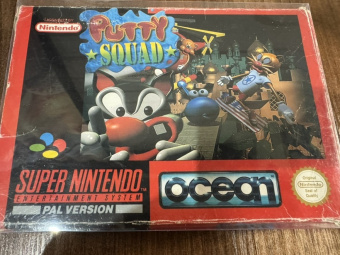 Nintendo
PUTTY
SQUAD
SUPER NINTENDO
ENTERTAINMENT SYSTEM
PAL VERSION
ocean
Original
Nintendo
Seal of
Quality